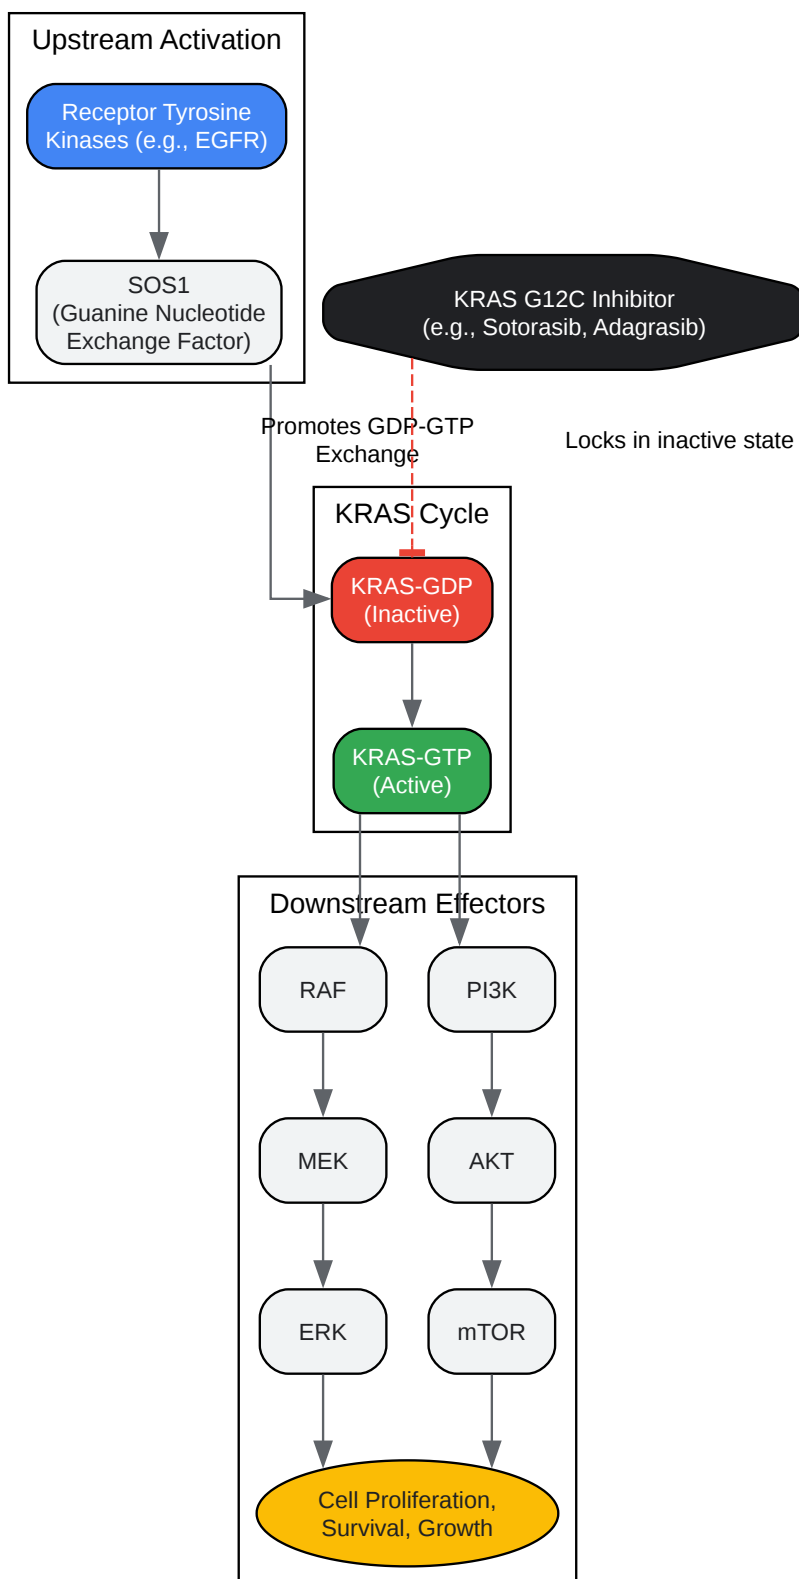 Upstream Activation
Receptor Tyrosine
Kinases (e.g., EGFR)
SOS1
(Guanine Nucleotide
Exchange Factor)
KRAS G12C Inhibitor
(e.g., Sotorasib, Adagrasib)
Promotes GDP-GTP
Exchange
Locks in inactive state
KRAS Cycle
KRAS-GDP
(Inactive)
KRAS-GTP
(Active)
Downstream Effectors
RAF
PI3K
MEK
AKT
ERK
mTOR
Cell Proliferation,
Survival, Growth